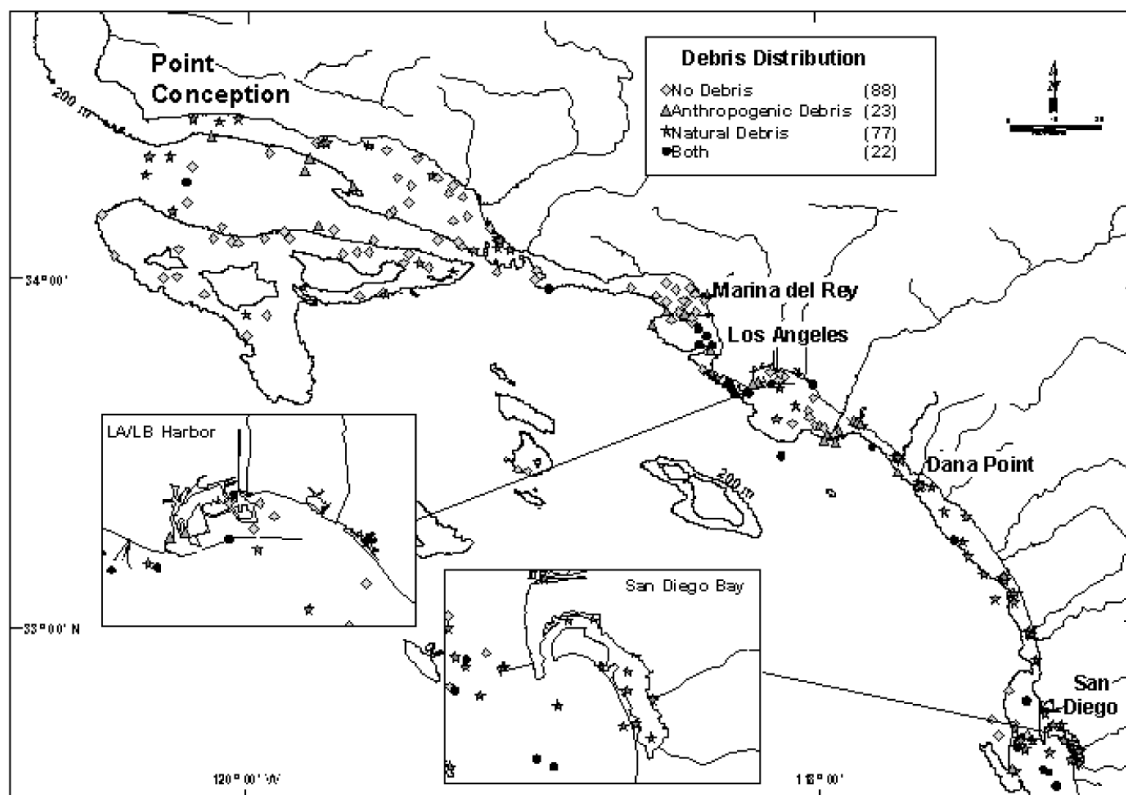 Point
Conception
200 m
Debris Distribution
No Debris (88)
Anthropogenic Debris (23)
Natural Debris (77)
Both (22)
34° 00'
Marina del Rey
Los Angeles
LA/LB Harbor
200 m
Dana Point
San Diego Bay
33° 00' N
San
Diego
120° 00' W
118° 00'